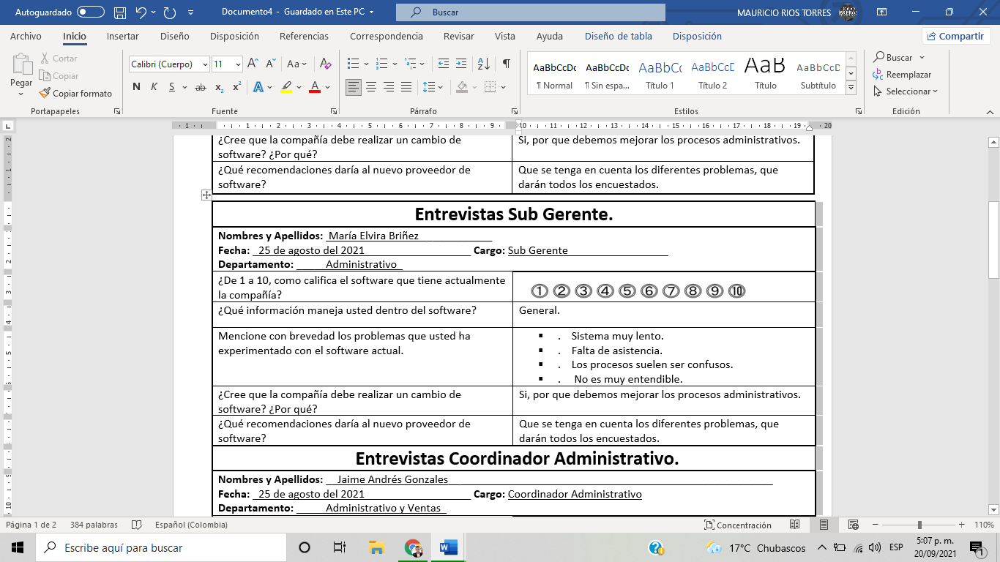 Autoguardado
Documento4 - Guardado en Este PC
Buscar
MAURICIO RIOS TORRES
Archivo Inicio Insertar Diseño Disposición Referencias Correspondencia Revisar Vista Ayuda Diseño de tabla Disposición Compartir
Pegar
Cortar
Copiar
Copiar formato
Portapapeles
Calibri (Cuerpo) 11
Fuente
Párrafo
AaBbCcDc AaBbCcDc AaBbCc AaBbCcD AaB AaBbCcD
¶ Normal ¶ Sin espa... Título 1 Título 2 Título Subtítulo
Estilos
Buscar
Reemplazar
Seleccionar
Edición
¿Cree que la compañía debe realizar un cambio de software? ¿Por qué?
Si, por que debemos mejorar los procesos administrativos.
¿Qué recomendaciones daría al nuevo proveedor de software?
Que se tenga en cuenta los diferentes problemas, que darán todos los encuestados.
Entrevistas Sub Gerente.
Nombres y Apellidos: María Elvira Briñez
Fecha: 25 de agosto del 2021 Cargo: Sub Gerente
Departamento: Administrativo
¿De 1 a 10, como califica el software que tiene actualmente la compañía?
① ② ③ ④ ⑤ ⑥ ⑦ ⑧ ⑨ ⑩
¿Qué información maneja usted dentro del software?
General.
Mencione con brevedad los problemas que usted ha experimentado con el software actual.
▪ . Sistema muy lento.
▪ . Falta de asistencia.
▪ . Los procesos suelen ser confusos.
▪ . No es muy entendible.
¿Cree que la compañía debe realizar un cambio de software? ¿Por qué?
Si, por que debemos mejorar los procesos administrativos.
¿Qué recomendaciones daría al nuevo proveedor de software?
Que se tenga en cuenta los diferentes problemas, que darán todos los encuestados.
Entrevistas Coordinador Administrativo.
Nombres y Apellidos: Jaime Andrés Gonzales
Fecha: 25 de agosto del 2021 Cargo: Coordinador Administrativo
Departamento: Administrativo y Ventas
Página 1 de 2 384 palabras Español (Colombia) Concentración 110%
Escribe aquí para buscar
17°C Chubascos
ESP
5:07 p. m.
20/09/2021
1